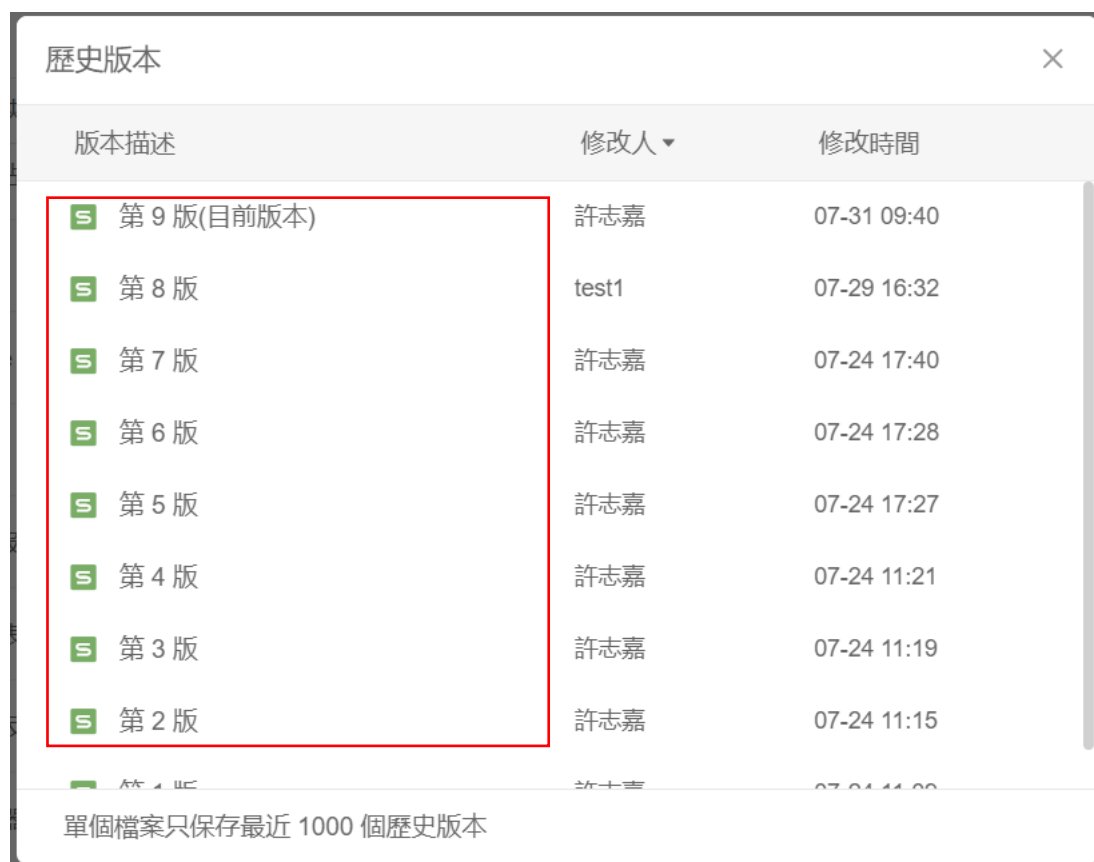 歷史版本
版本描述 修改人 修改時間
第 9 版(目前版本) 許志嘉 07-31 09:40
第 8 版 test1 07-29 16:32
第 7 版 許志嘉 07-24 17:40
第 6 版 許志嘉 07-24 17:28
第 5 版 許志嘉 07-24 17:27
第 4 版 許志嘉 07-24 11:21
第 3 版 許志嘉 07-24 11:19
第 2 版 許志嘉 07-24 11:15
單個檔案只保存最近 1000 個歷史版本